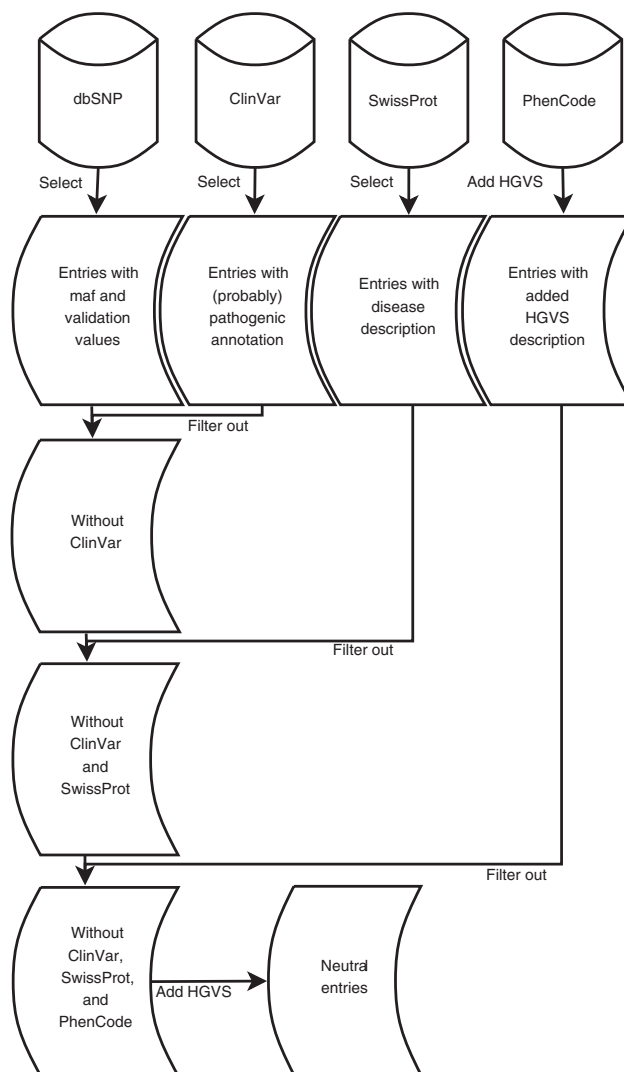 dbSNP
ClinVar
SwissProt
PhenCode
Select
Select
Select
Add HGVS
Entries with
maf and
validation
values
Entries with
(probably)
pathogenic
annotation
Entries with
disease
description
Entries with
added
HGVS
description
Filter out
Without
ClinVar
Filter out
Without
ClinVar
and
SwissProt
Filter out
Without
ClinVar,
SwissProt,
and
PhenCode
Add HGVS
Neutral
entries